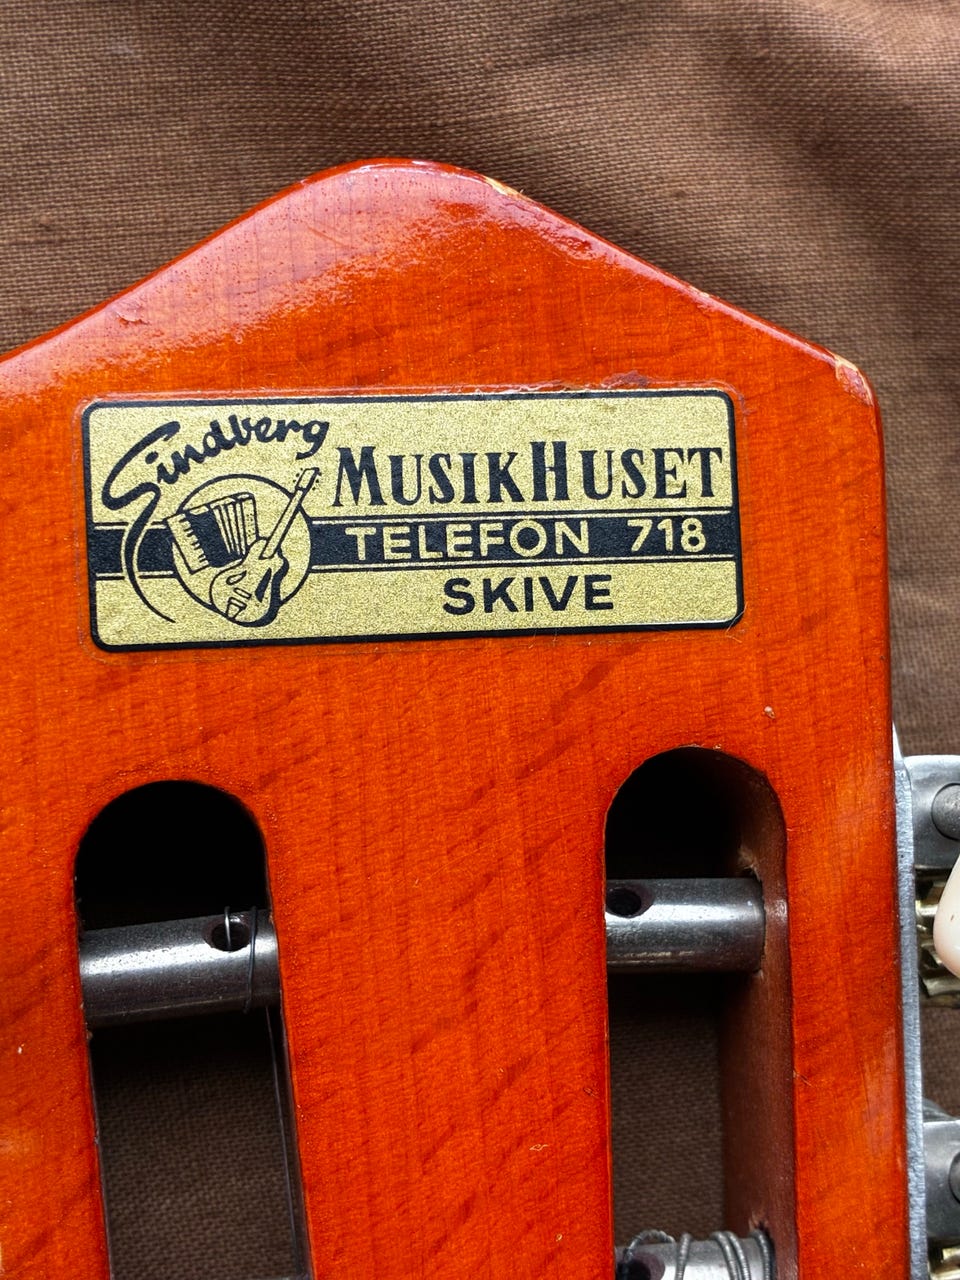 Sindberg
MUSIKHUSET
TELEFON 718
SKIVE